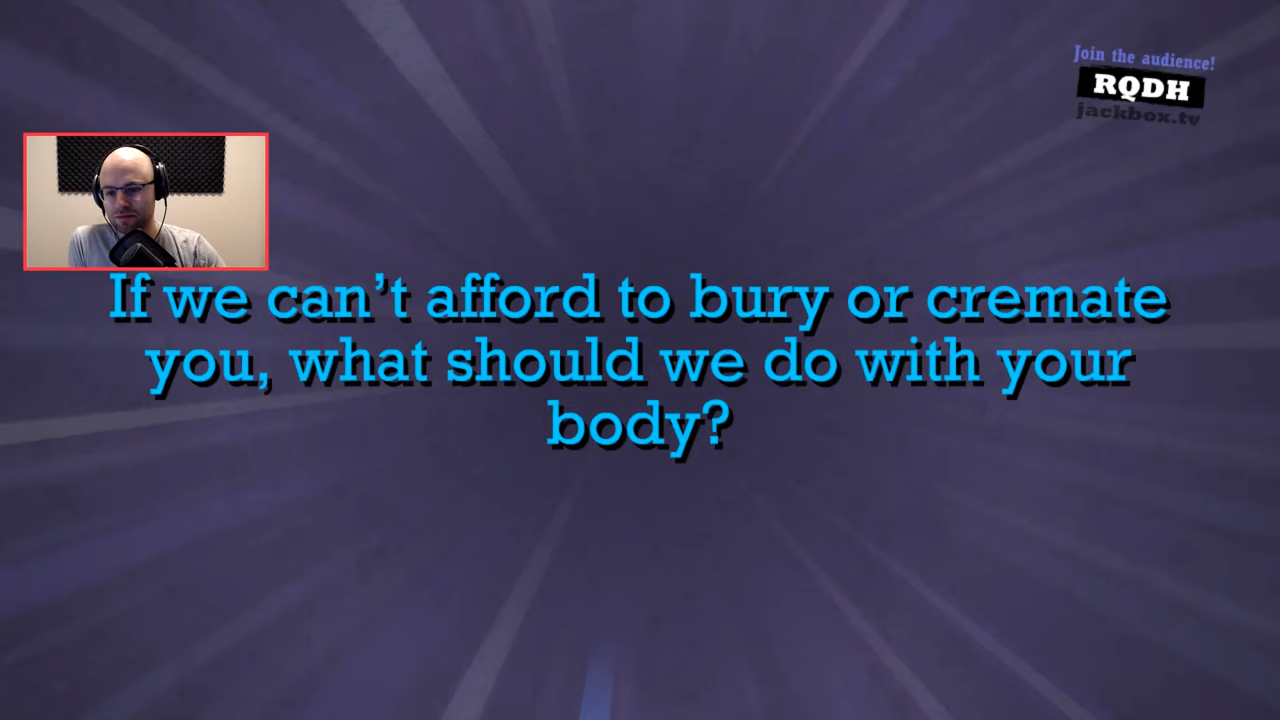 Join the audience!
RQDH
jackbox.tv
If we can’t afford to bury or cremate
you, what should we do with your
body?